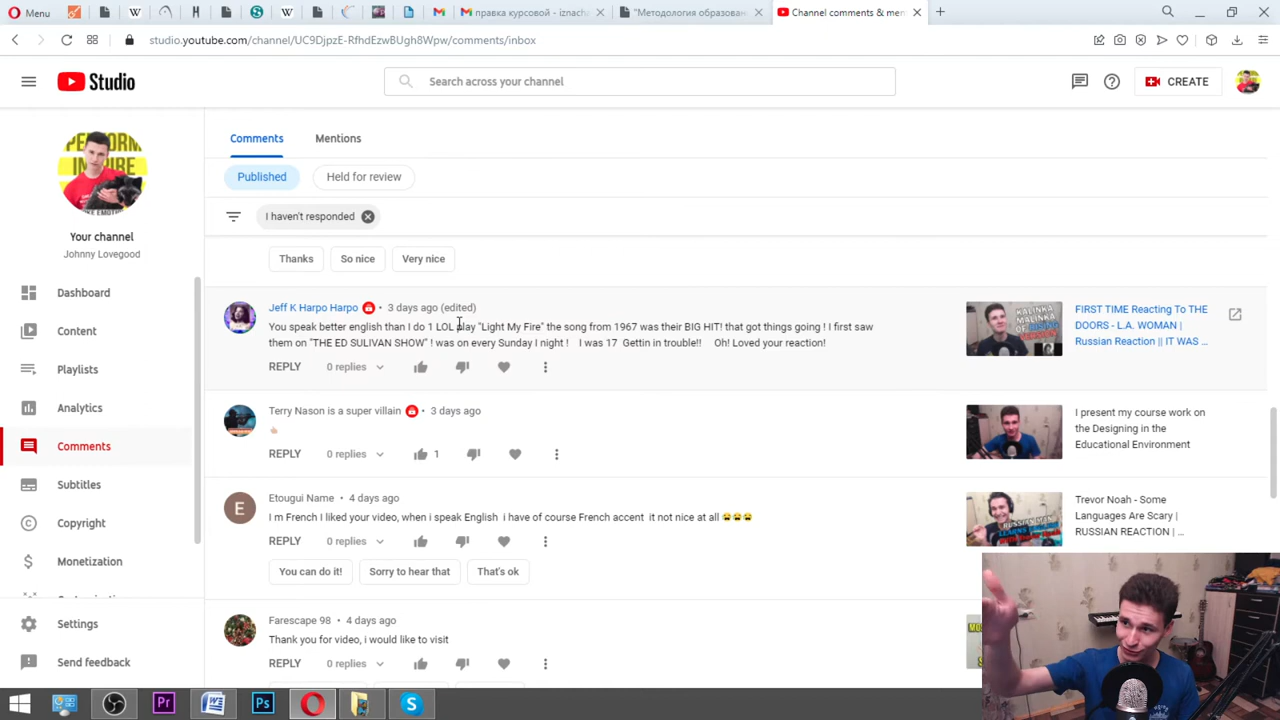 Menu
правка курсовой - iznacha
"Методология образован
Channel comments & men
studio.youtube.com/channel/UC9DjpzE-RfhdEzwBUgh8Wpw/comments/inbox
Studio
Search across your channel
CREATE
PERFORM
Your channel
Johnny Lovegood
Dashboard
Content
Playlists
Analytics
Comments
Subtitles
Copyright
Monetization
Settings
Send feedback
Comments
Mentions
Published
Held for review
I haven't responded
Thanks
So nice
Very nice
Jeff K Harpo Harpo • 3 days ago (edited)
You speak better english than I do 1 LOL play "Light My Fire" the song from 1967 was their BIG HIT! that got things going ! I first saw
them on "THE ED SULIVAN SHOW" ! was on every Sunday I night ! I was 17 Gettin in trouble!! Oh! Loved your reaction!
REPLY
0 replies
KALINKA
MALINKA
FIRST TIME Reacting To THE
DOORS - L.A. WOMAN |
Russian Reaction || IT WAS ...
Terry Nason is a super villain • 3 days ago
REPLY
0 replies
1
I present my course work on
the Designing in the
Educational Environment
E
Etougui Name • 4 days ago
I m French I liked your video, when i speak English i have of course French accent it not nice at all
REPLY
0 replies
You can do it!
Sorry to hear that
That's ok
RUSSIAN MAN
Trevor Noah - Some
Languages Are Scary |
RUSSIAN REACTION | ...
Farescape 98 • 4 days ago
Thank you for video, i would like to visit
REPLY
0 replies
Pr
W
Ps
S